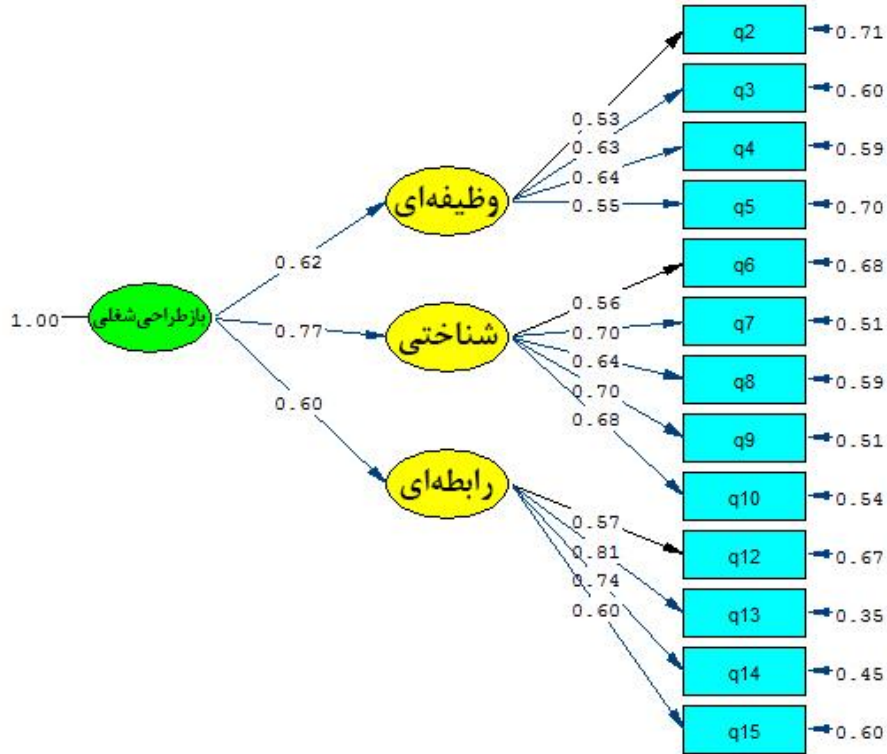 1.00
بازطراحی شغلی
0.62
0.77
0.60
وظیفه‌ای
شناختی
رابطه‌ای
0.53
0.63
0.64
0.55
0.56
0.70
0.64
0.70
0.68
0.57
0.81
0.74
0.60
q2 0.71
q3 0.60
q4 0.59
q5 0.70
q6 0.68
q7 0.51
q8 0.59
q9 0.51
q10 0.54
q12 0.67
q13 0.35
q14 0.45
q15 0.60